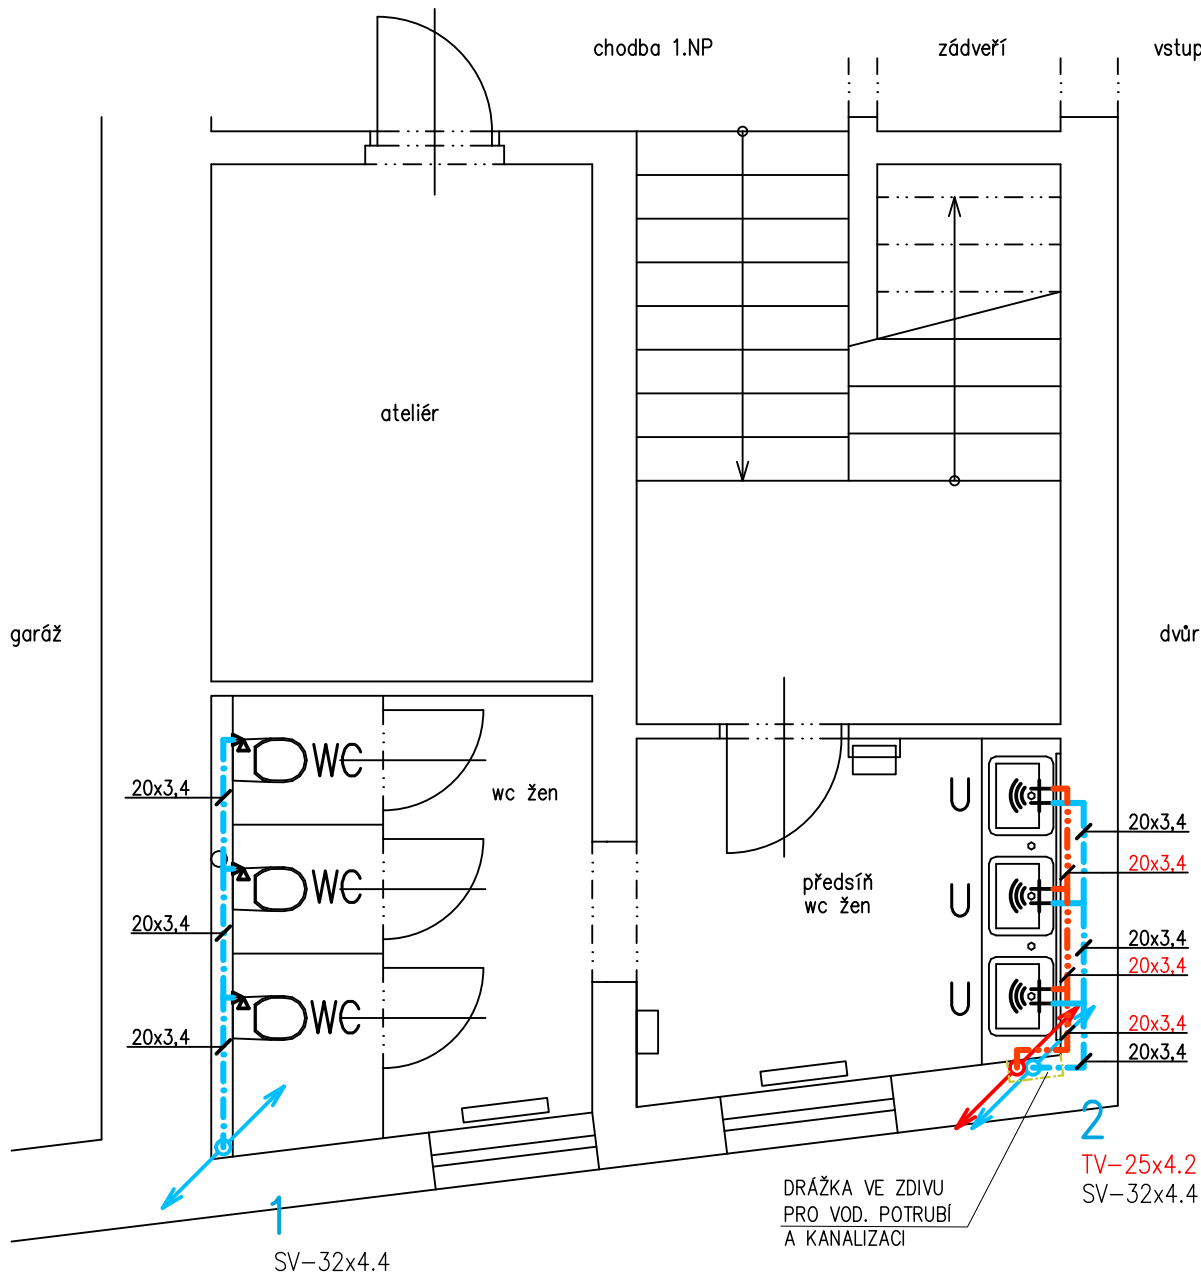 chodba 1.NP
zádveří
vstup
ateliér
garáž
dvůr
WC
wc žen
20x3,4
20x3,4
20x3,4
20x3,4
WC
předsíň
wc žen
20x3,4
20x3,4
20x3,4
WC
20x3,4
20x3,4
20x3,4
2
TV-25x4.2
SV-32x4.4
DRÁŽKA VE ZDIVU
PRO VOD. POTRUBÍ
A KANALIZACI
1
SV-32x4.4